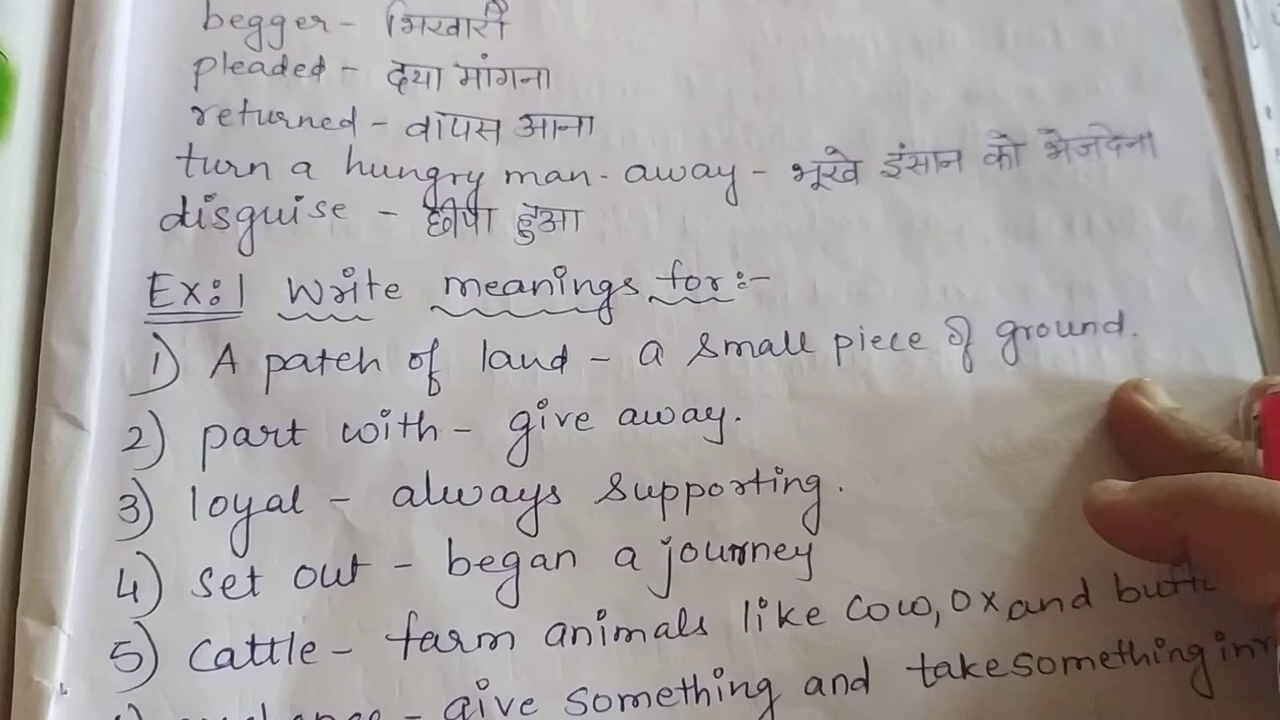 begger - भिखारी
pleaded - दया मांगना
returned - वापस आना
turn a hungry man. away - भूखे इंसान को भेजदेना
disguise - छीपा हुआ
Ex:1 Write meanings for:-
1) A patch of land - a small piece of ground.
2) part with - give away.
3) loyal - always supporting.
4) set out - began a journey
5) cattle - farm animals like cow, ox and
- give something and take something in